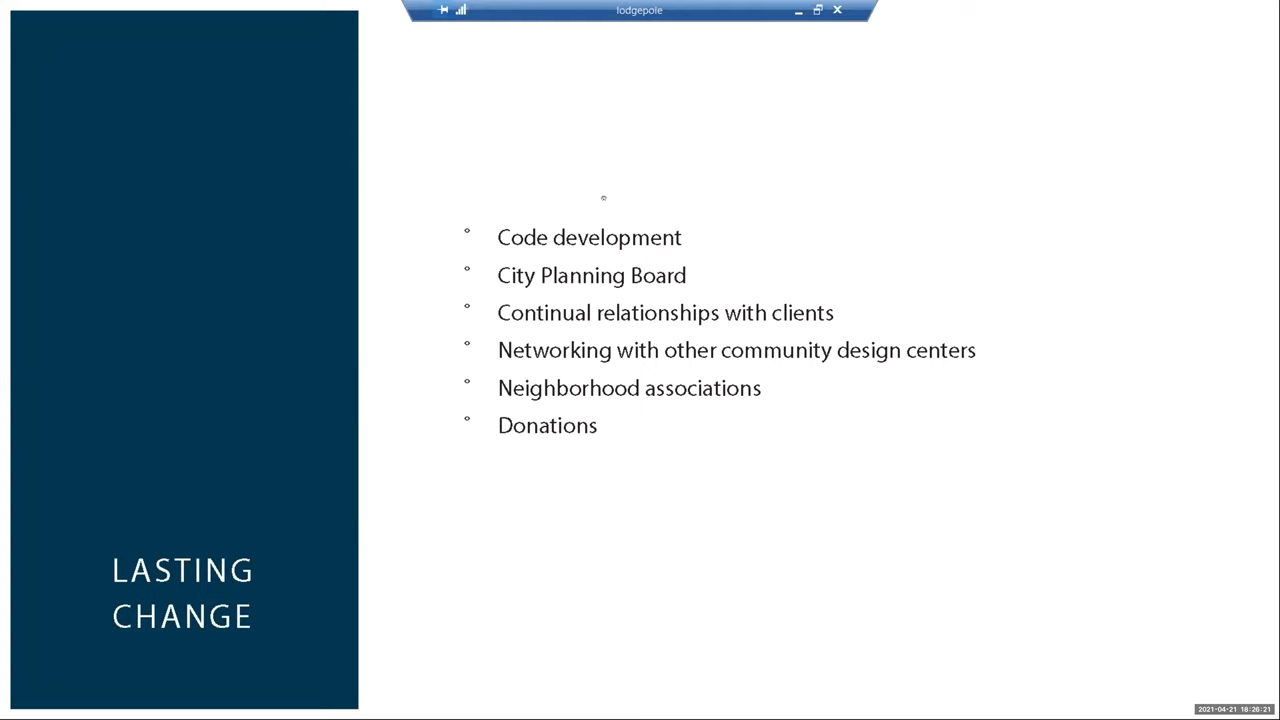 lodgepole
Code development
City Planning Board
Continual relationships with clients
Networking with other community design centers
Neighborhood associations
Donations
LASTING
CHANGE
2021-04-21 18:26:21